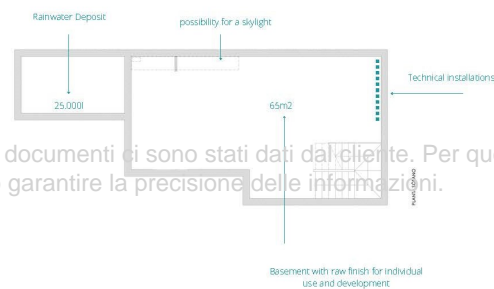 Rainwater Deposit
possibility for a skylight
Technical installations
25.000l
65m2
documenti ci sono stati dati dal cliente. Per qu
garantire la precisione delle informazioni.
Basement with raw finish for individual
use and development